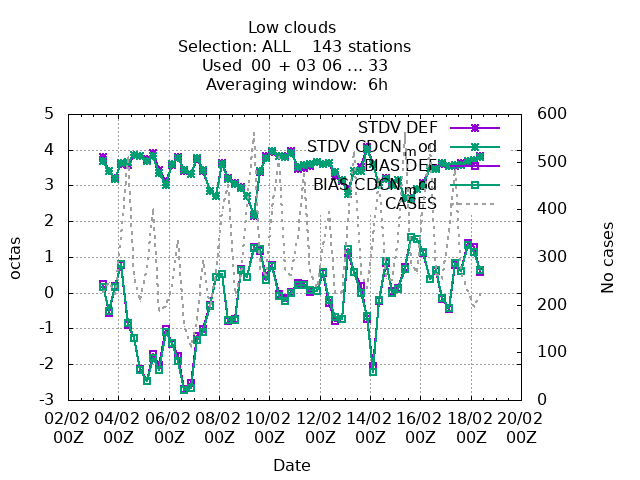 Low clouds
Selection: ALL    143 stations
Used  00 + 03 06 ... 33
Averaging window:  6h
STDV DEF
STDV CDCN_mod
BIAS DEF
BIAS CDCN_mod
CASES
5
4
3
2
1
0
-1
-2
-3
octas
600
500
400
300
200
100
0
No cases
02/02 04/02 06/02 08/02 10/02 12/02 14/02 16/02 18/02 20/02
00Z 00Z 00Z 00Z 00Z 00Z 00Z 00Z 00Z 00Z
Date